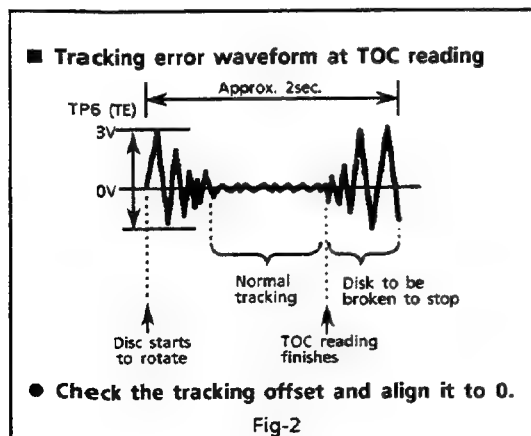 ■ Tracking error waveform at TOC reading
Approx. 2sec.
TP6 (TE)
3V
0V
Normal
tracking
Disk to be
broken to stop
Disc starts
to rotate
TOC reading
finishes
● Check the tracking offset and align it to 0.
Fig-2